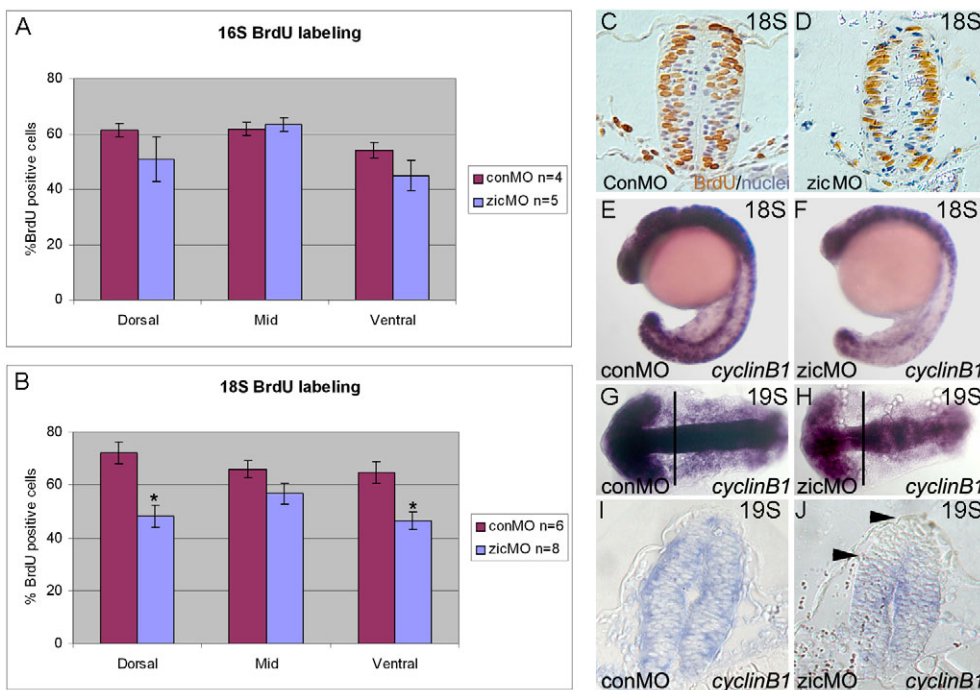 A
16S BrdU labeling
%BrdU positive cells
80
60
40
20
0
Dorsal Mid Ventral
conMO n=4
zicMO n=5
B
18S BrdU labeling
% BrdU positive cells
80
60
40
20
0
*
*
Dorsal Mid Ventral
conMO n=6
zicMO n=8
C 18S
ConMO BrdU/nuclei
D 18S
zicMO
E 18S
conMO cyclinB1
F 18S
zicMO cyclinB1
G 19S
conMO cyclinB1
H 19S
zicMO cyclinB1
I 19S
conMO cyclinB1
J 19S
zicMO cyclinB1